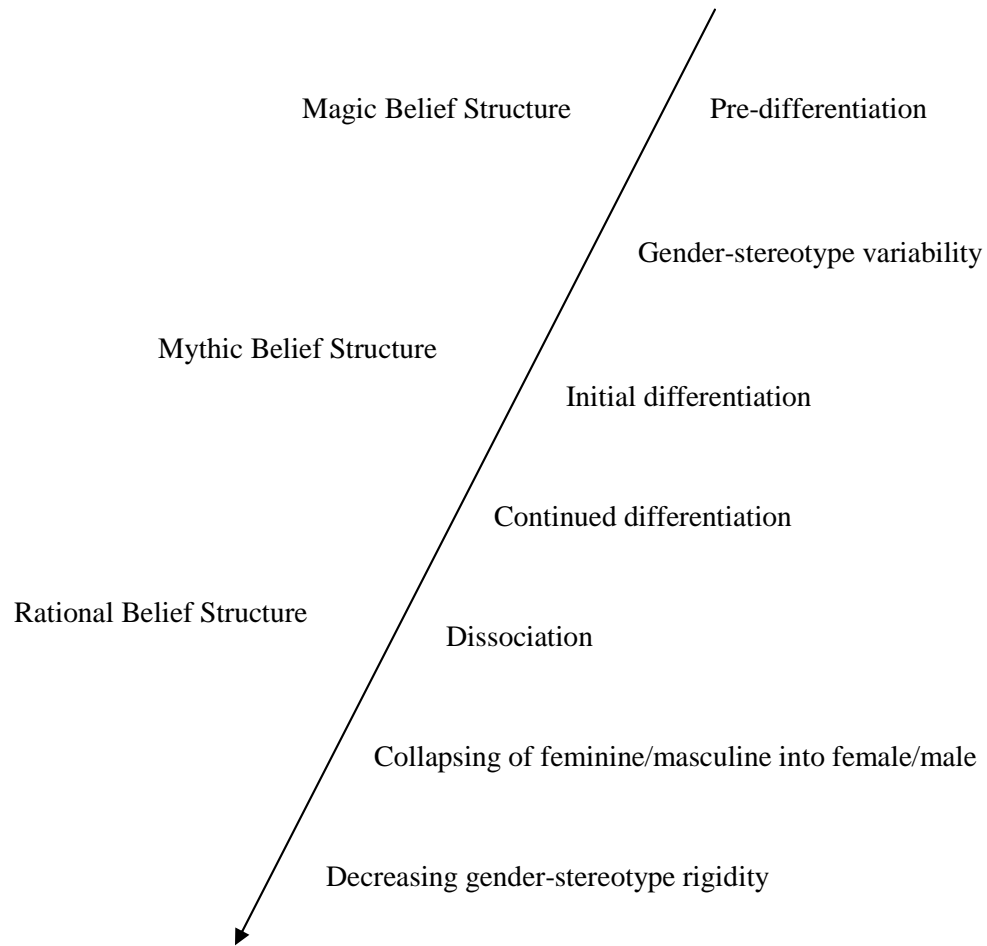 Magic Belief Structure
Pre-differentiation
Gender-stereotype variability
Mythic Belief Structure
Initial differentiation
Continued differentiation
Rational Belief Structure
Dissociation
Collapsing of feminine/masculine into female/male
Decreasing gender-stereotype rigidity